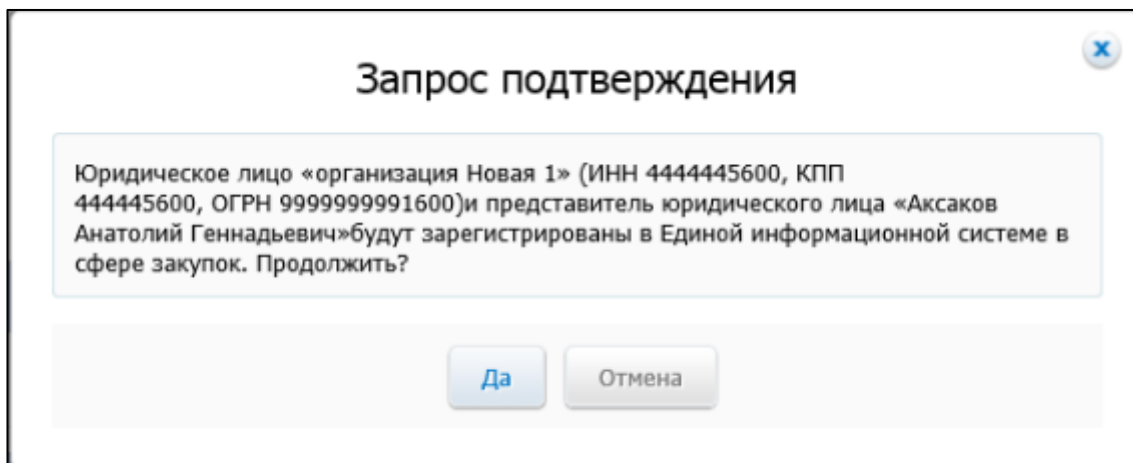 Запрос подтверждения
Юридическое лицо «организация Новая 1» (ИНН 4444445600, КПП
444445600, ОГРН 9999999991600)и представитель юридического лица «Аксаков
Анатолий Геннадьевич»будут зарегистрированы в Единой информационной системе в
сфере закупок. Продолжить?
Да
Отмена